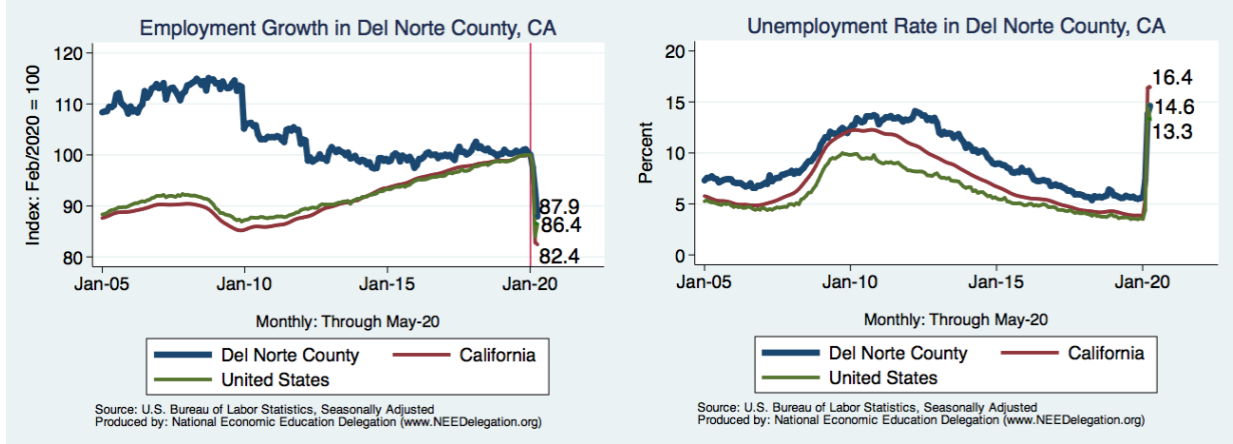 Employment Growth in Del Norte County, CA
Index: Feb/2020 = 100
120
110
100
90
80
87.9
86.4
82.4
Jan-05 Jan-10 Jan-15 Jan-20
Monthly: Through May-20
Del Norte County California
United States
Source: U.S. Bureau of Labor Statistics, Seasonally Adjusted
Produced by: National Economic Education Delegation (www.NEEDelegation.org)
Unemployment Rate in Del Norte County, CA
Percent
20
15
10
5
0
16.4
14.6
13.3
Jan-05 Jan-10 Jan-15 Jan-20
Monthly: Through May-20
Del Norte County California
United States
Source: U.S. Bureau of Labor Statistics, Seasonally Adjusted
Produced by: National Economic Education Delegation (www.NEEDelegation.org)